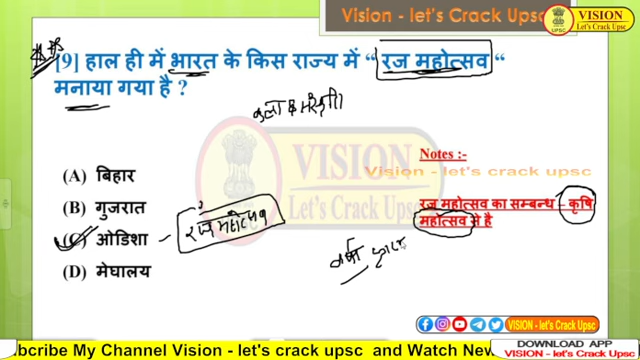 Vision - let's Crack Upsc
VISION
UPSC
- let's Crack Upsc
[9] हाल ही में भारत के किस राज्य में “ रज महोत्सव “
मनाया गया है ?
कला & संस्कृति
VISION
Let's Crack Upsc
(A) बिहार
(B) गुजरात
(C) ओडिशा
(D) मेघालय
रज महोत्सव
Notes :-
Vision - let's crack upsc
रज महोत्सव का सम्बन्ध – कृषि
महोत्सव से है
वर्षा
VISION - let's Crack Upsc
bscribe My Channel Vision - let's crack upsc and Watch New
DOWNLOAD APP
VISION - let's Crack Upsc